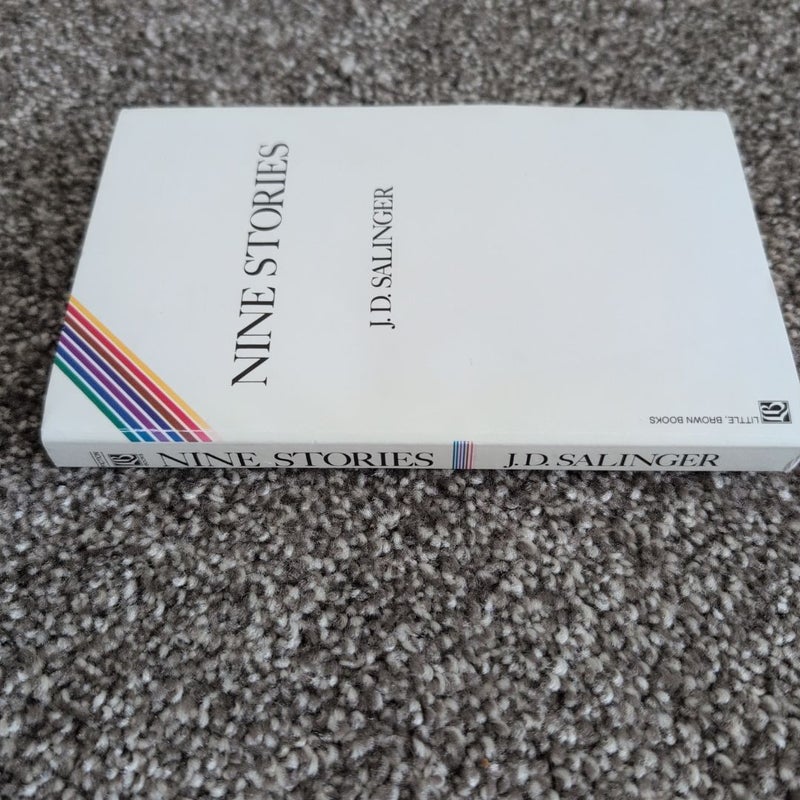 NINE STORIES
J.D. SALINGER
LITTLE, BROWN BOOKS
NINE STORIES
J.D. SALINGER